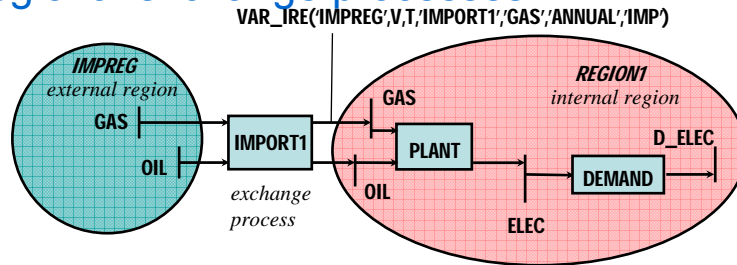 VAR_IRE('IMPREG',V,T,'IMPORT1','GAS','ANNUAL','IMP')
IMPREG
external region
REGION1
internal region
GAS
GAS
OIL
IMPORT1
PLANT
D_ELEC
DEMAND
exchange
process
OIL
ELEC